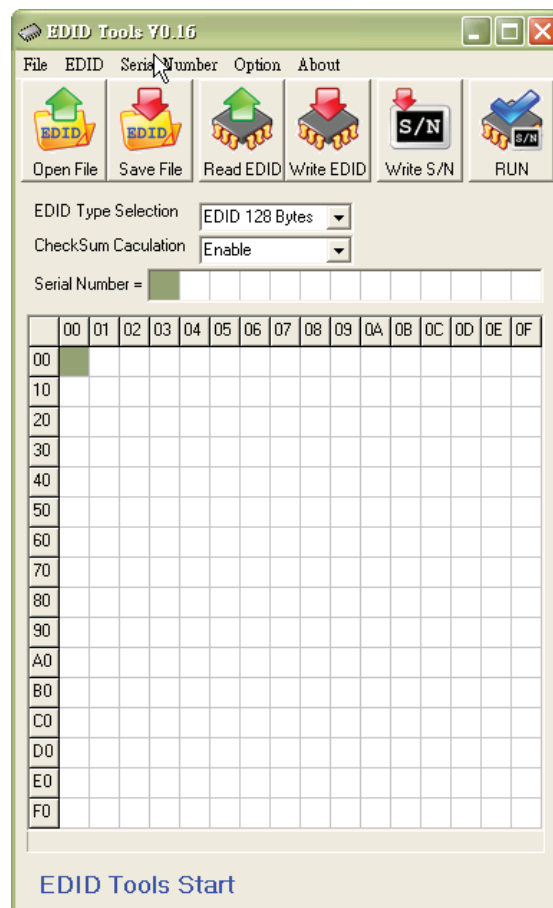 EDID Tools V0.16
File EDID Serial Number Option About
EDID EDID S/N S/N
Open File Save File Read EDID Write EDID Write S/N RUN
EDID Type Selection EDID 128 Bytes
CheckSum Caculation Enable
Serial Number =
00 01 02 03 04 05 06 07 08 09 0A 0B 0C 0D 0E 0F
00
10
20
30
40
50
60
70
80
90
A0
B0
C0
D0
E0
F0
EDID Tools Start